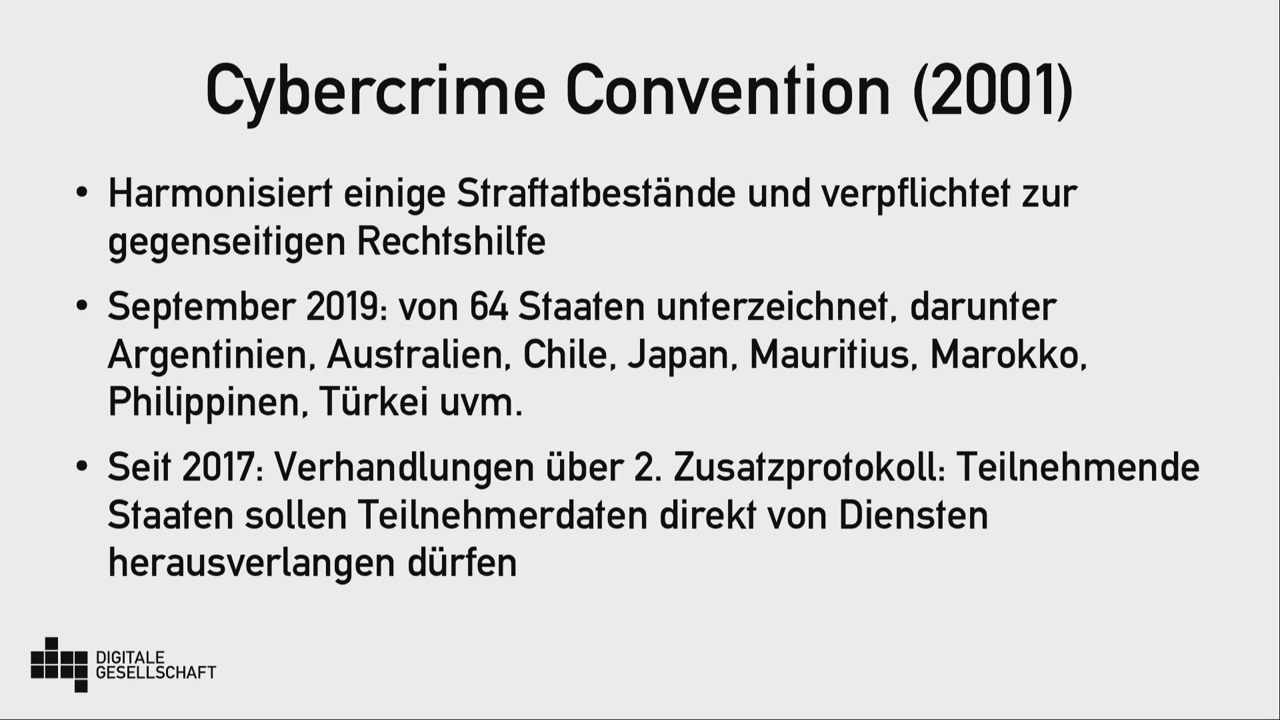 Cybercrime Convention (2001)
• Harmonisiert einige Straftatbestände und verpflichtet zur
gegenseitigen Rechtshilfe
• September 2019: von 64 Staaten unterzeichnet, darunter
Argentinien, Australien, Chile, Japan, Mauritius, Marokko,
Philippinen, Türkei uvm.
• Seit 2017: Verhandlungen über 2. Zusatzprotokoll: Teilnehmende
Staaten sollen Teilnehmerdaten direkt von Diensten
herausverlangen dürfen
DIGITALE
GESELLSCHAFT